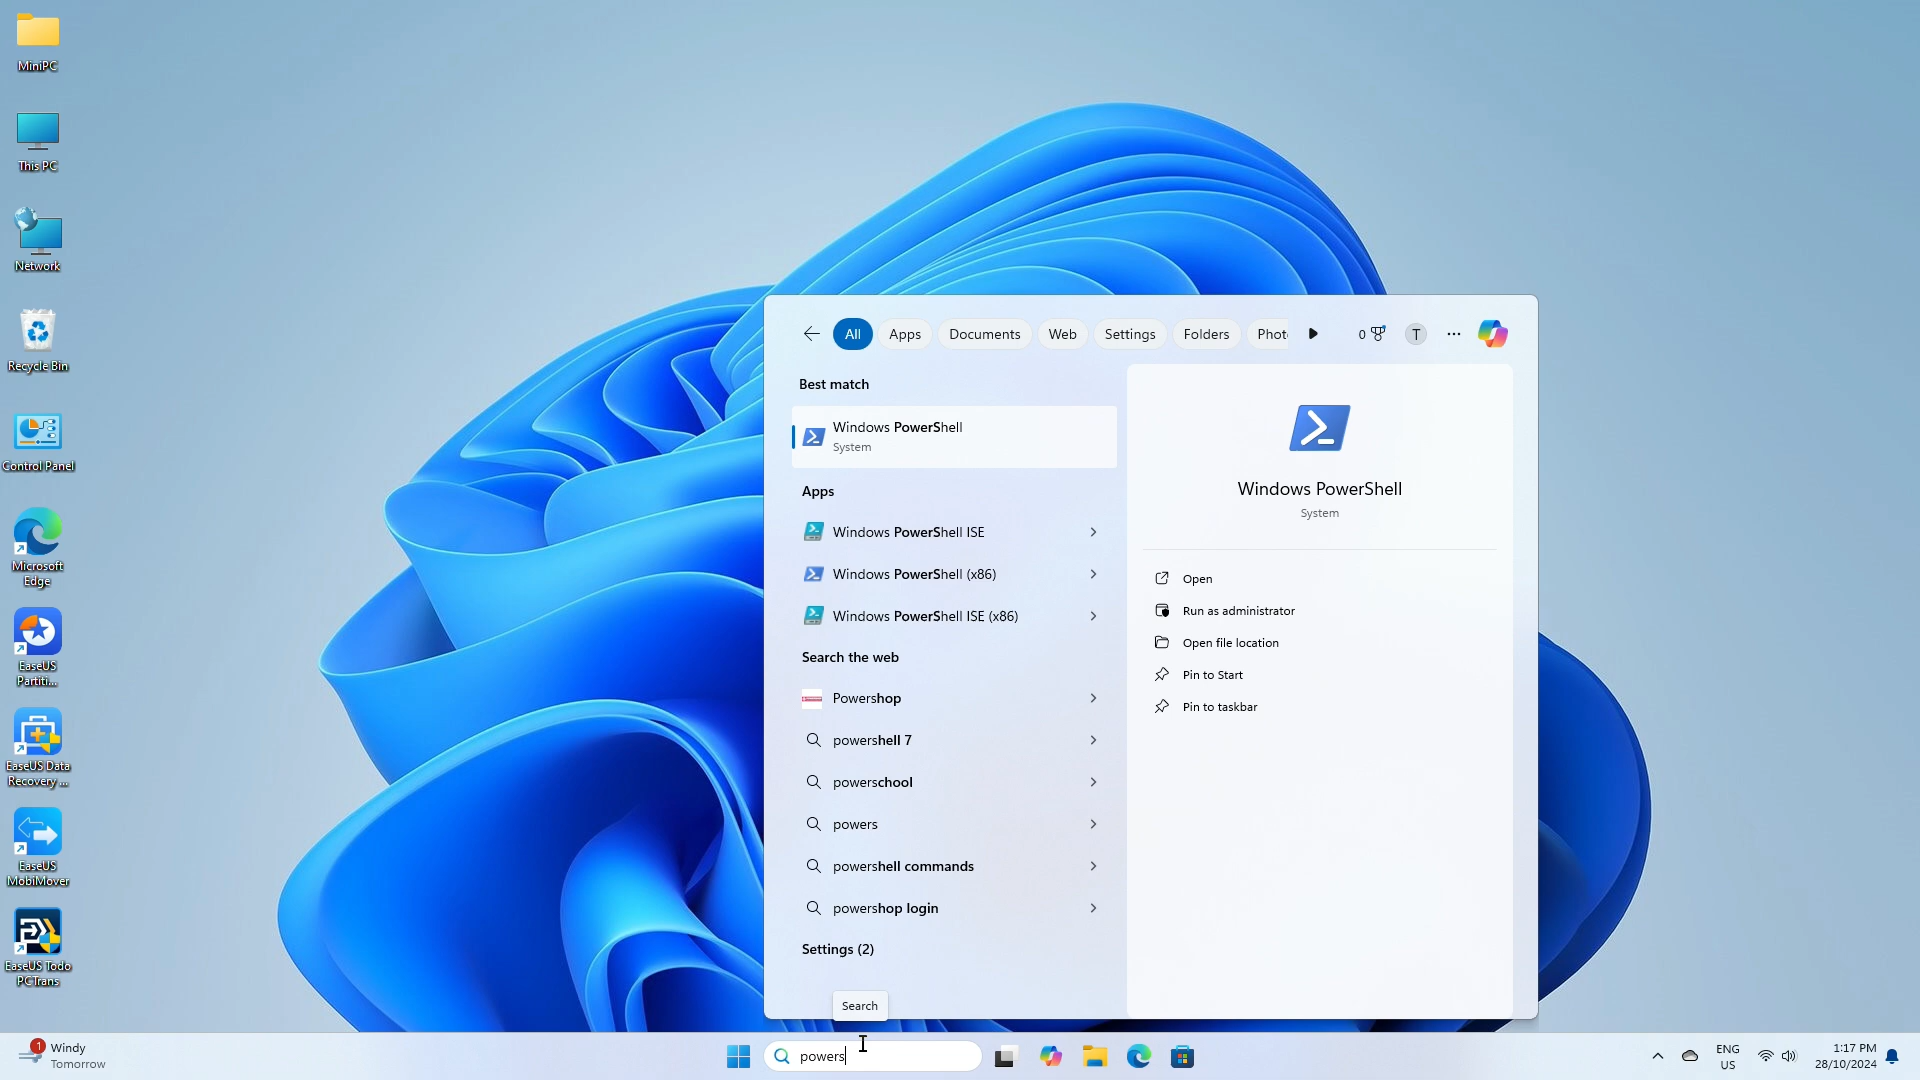 MiniPC
This PC
Network
Recycle Bin
Control Panel
Microsoft
Edge
EaseUS
Partiti...
EaseUS Data
Recovery ...
EaseUS
MobiMover
EaseUS Todo
PCTrans
All
Apps
Documents
Web
Settings
Folders
Phot
0
T
Best match
Windows PowerShell
System
Apps
Windows PowerShell ISE
Windows PowerShell (x86)
Windows PowerShell ISE (x86)
Search the web
Powershop
powershell 7
powerschool
powers
powershell commands
powershop login
Settings (2)
Windows PowerShell
System
Open
Run as administrator
Open file location
Pin to Start
Pin to taskbar
Search
1
Windy
Tomorrow
powers
ENG
US
1:17 PM
28/10/2024